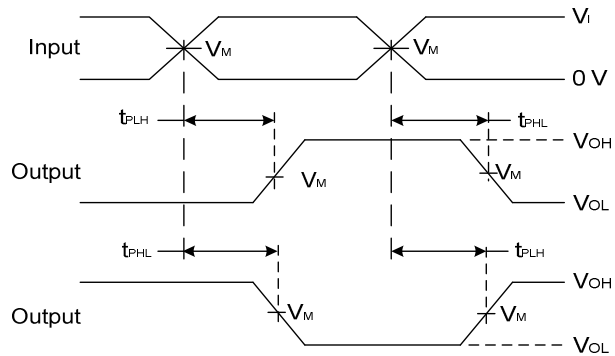 VI
Input VM VM
0 V
tPLH tPHL
VOH
Output VM VM
VOL
tPHL tPLH
VOH
Output VM VM
VOL